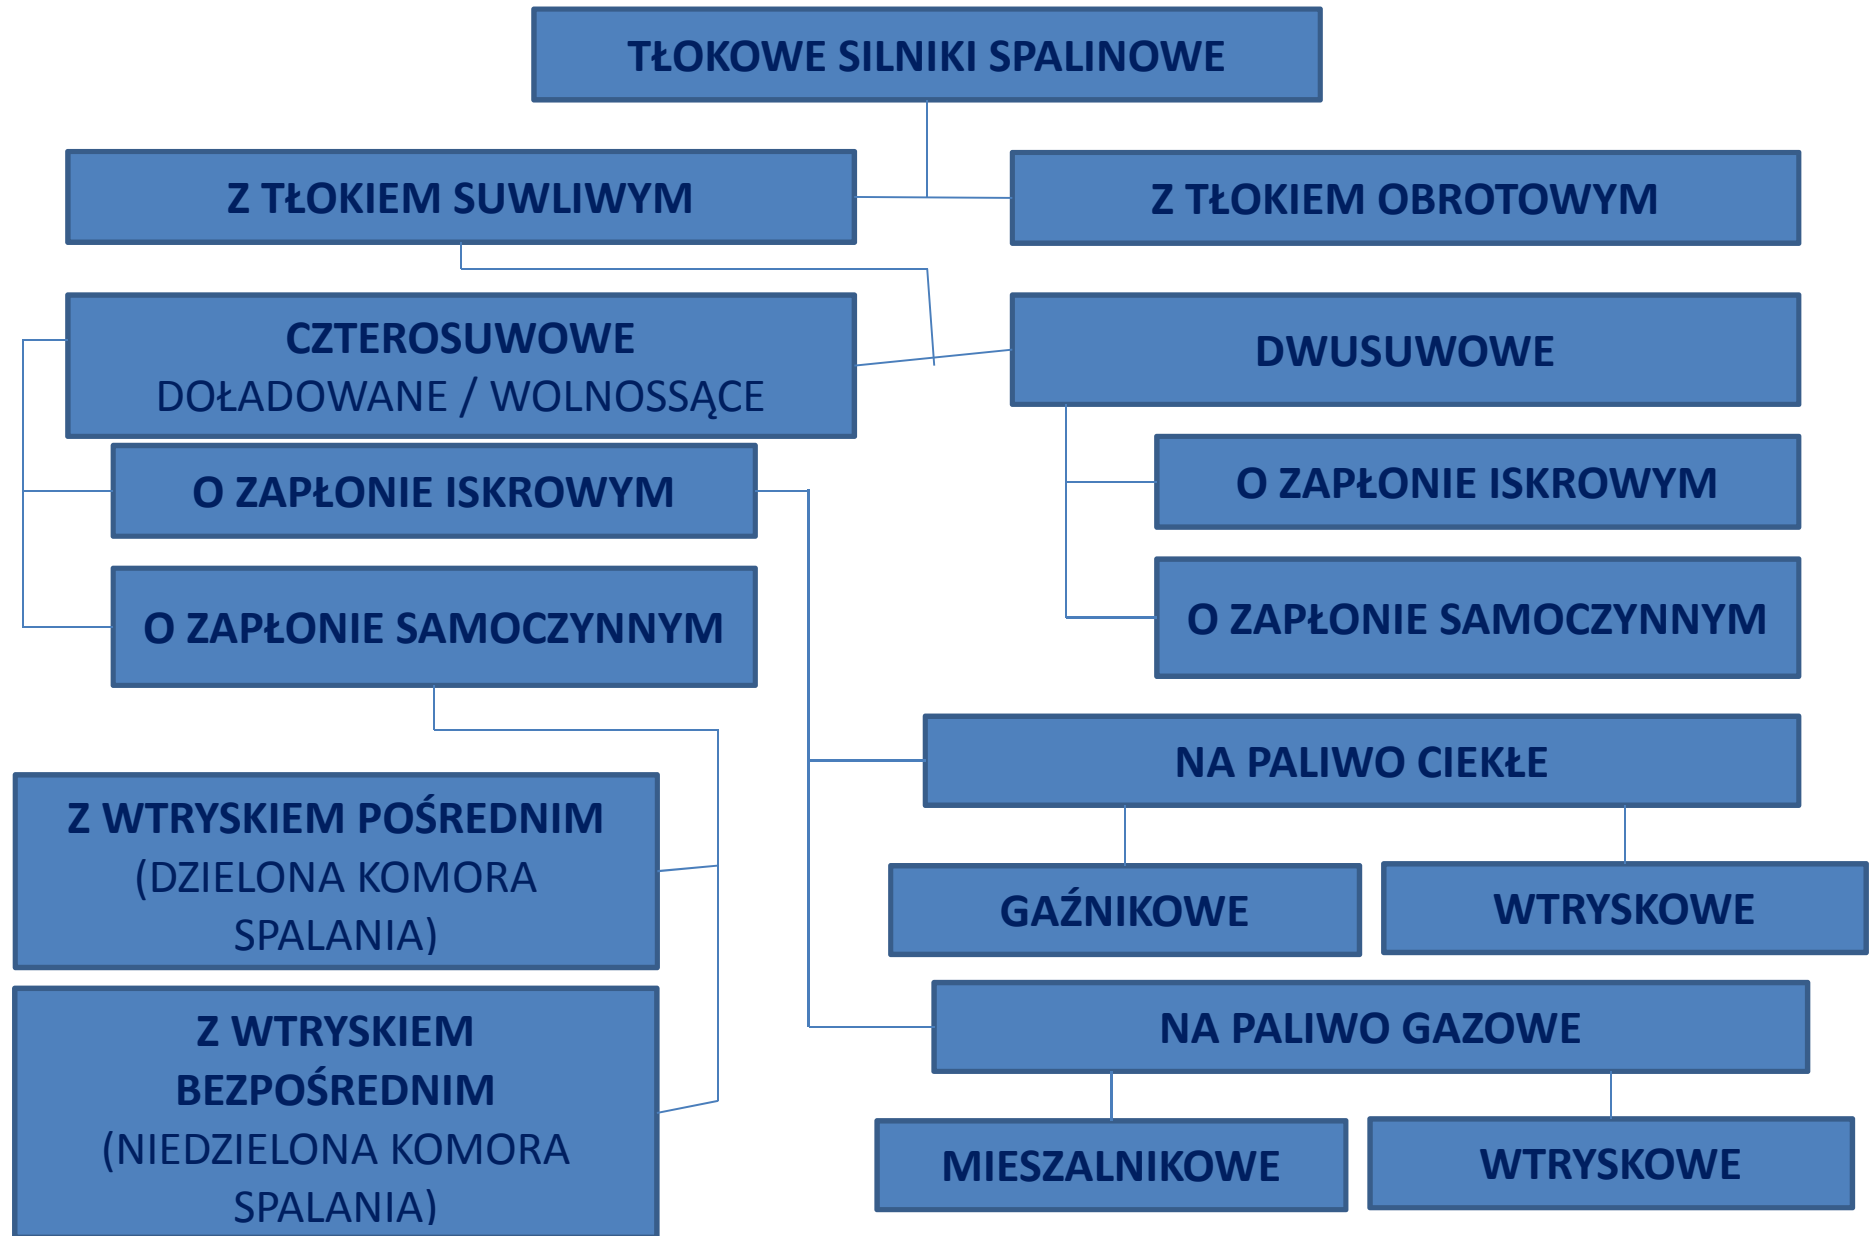 TŁOKOWE SILNIKI SPALINOWE
Z TŁOKIEM SUWLIWYM
Z TŁOKIEM OBROTOWYM
CZTEROSUWOWE
DOŁADOWANE / WOLNOSSĄCE
DWUSUWOWE
O ZAPŁONIE ISKROWYM
O ZAPŁONIE ISKROWYM
O ZAPŁONIE SAMOCZYNNYM
O ZAPŁONIE SAMOCZYNNYM
NA PALIWO CIEKŁE
Z WTRYSKIEM POŚREDNIM
(DZIELONA KOMORA
SPALANIA)
GAŹNIKOWE
WTRYSKOWE
Z WTRYSKIEM
BEZPOŚREDNIM
(NIEDZIELONA KOMORA
SPALANIA)
NA PALIWO GAZOWE
MIESZALNIKOWE
WTRYSKOWE